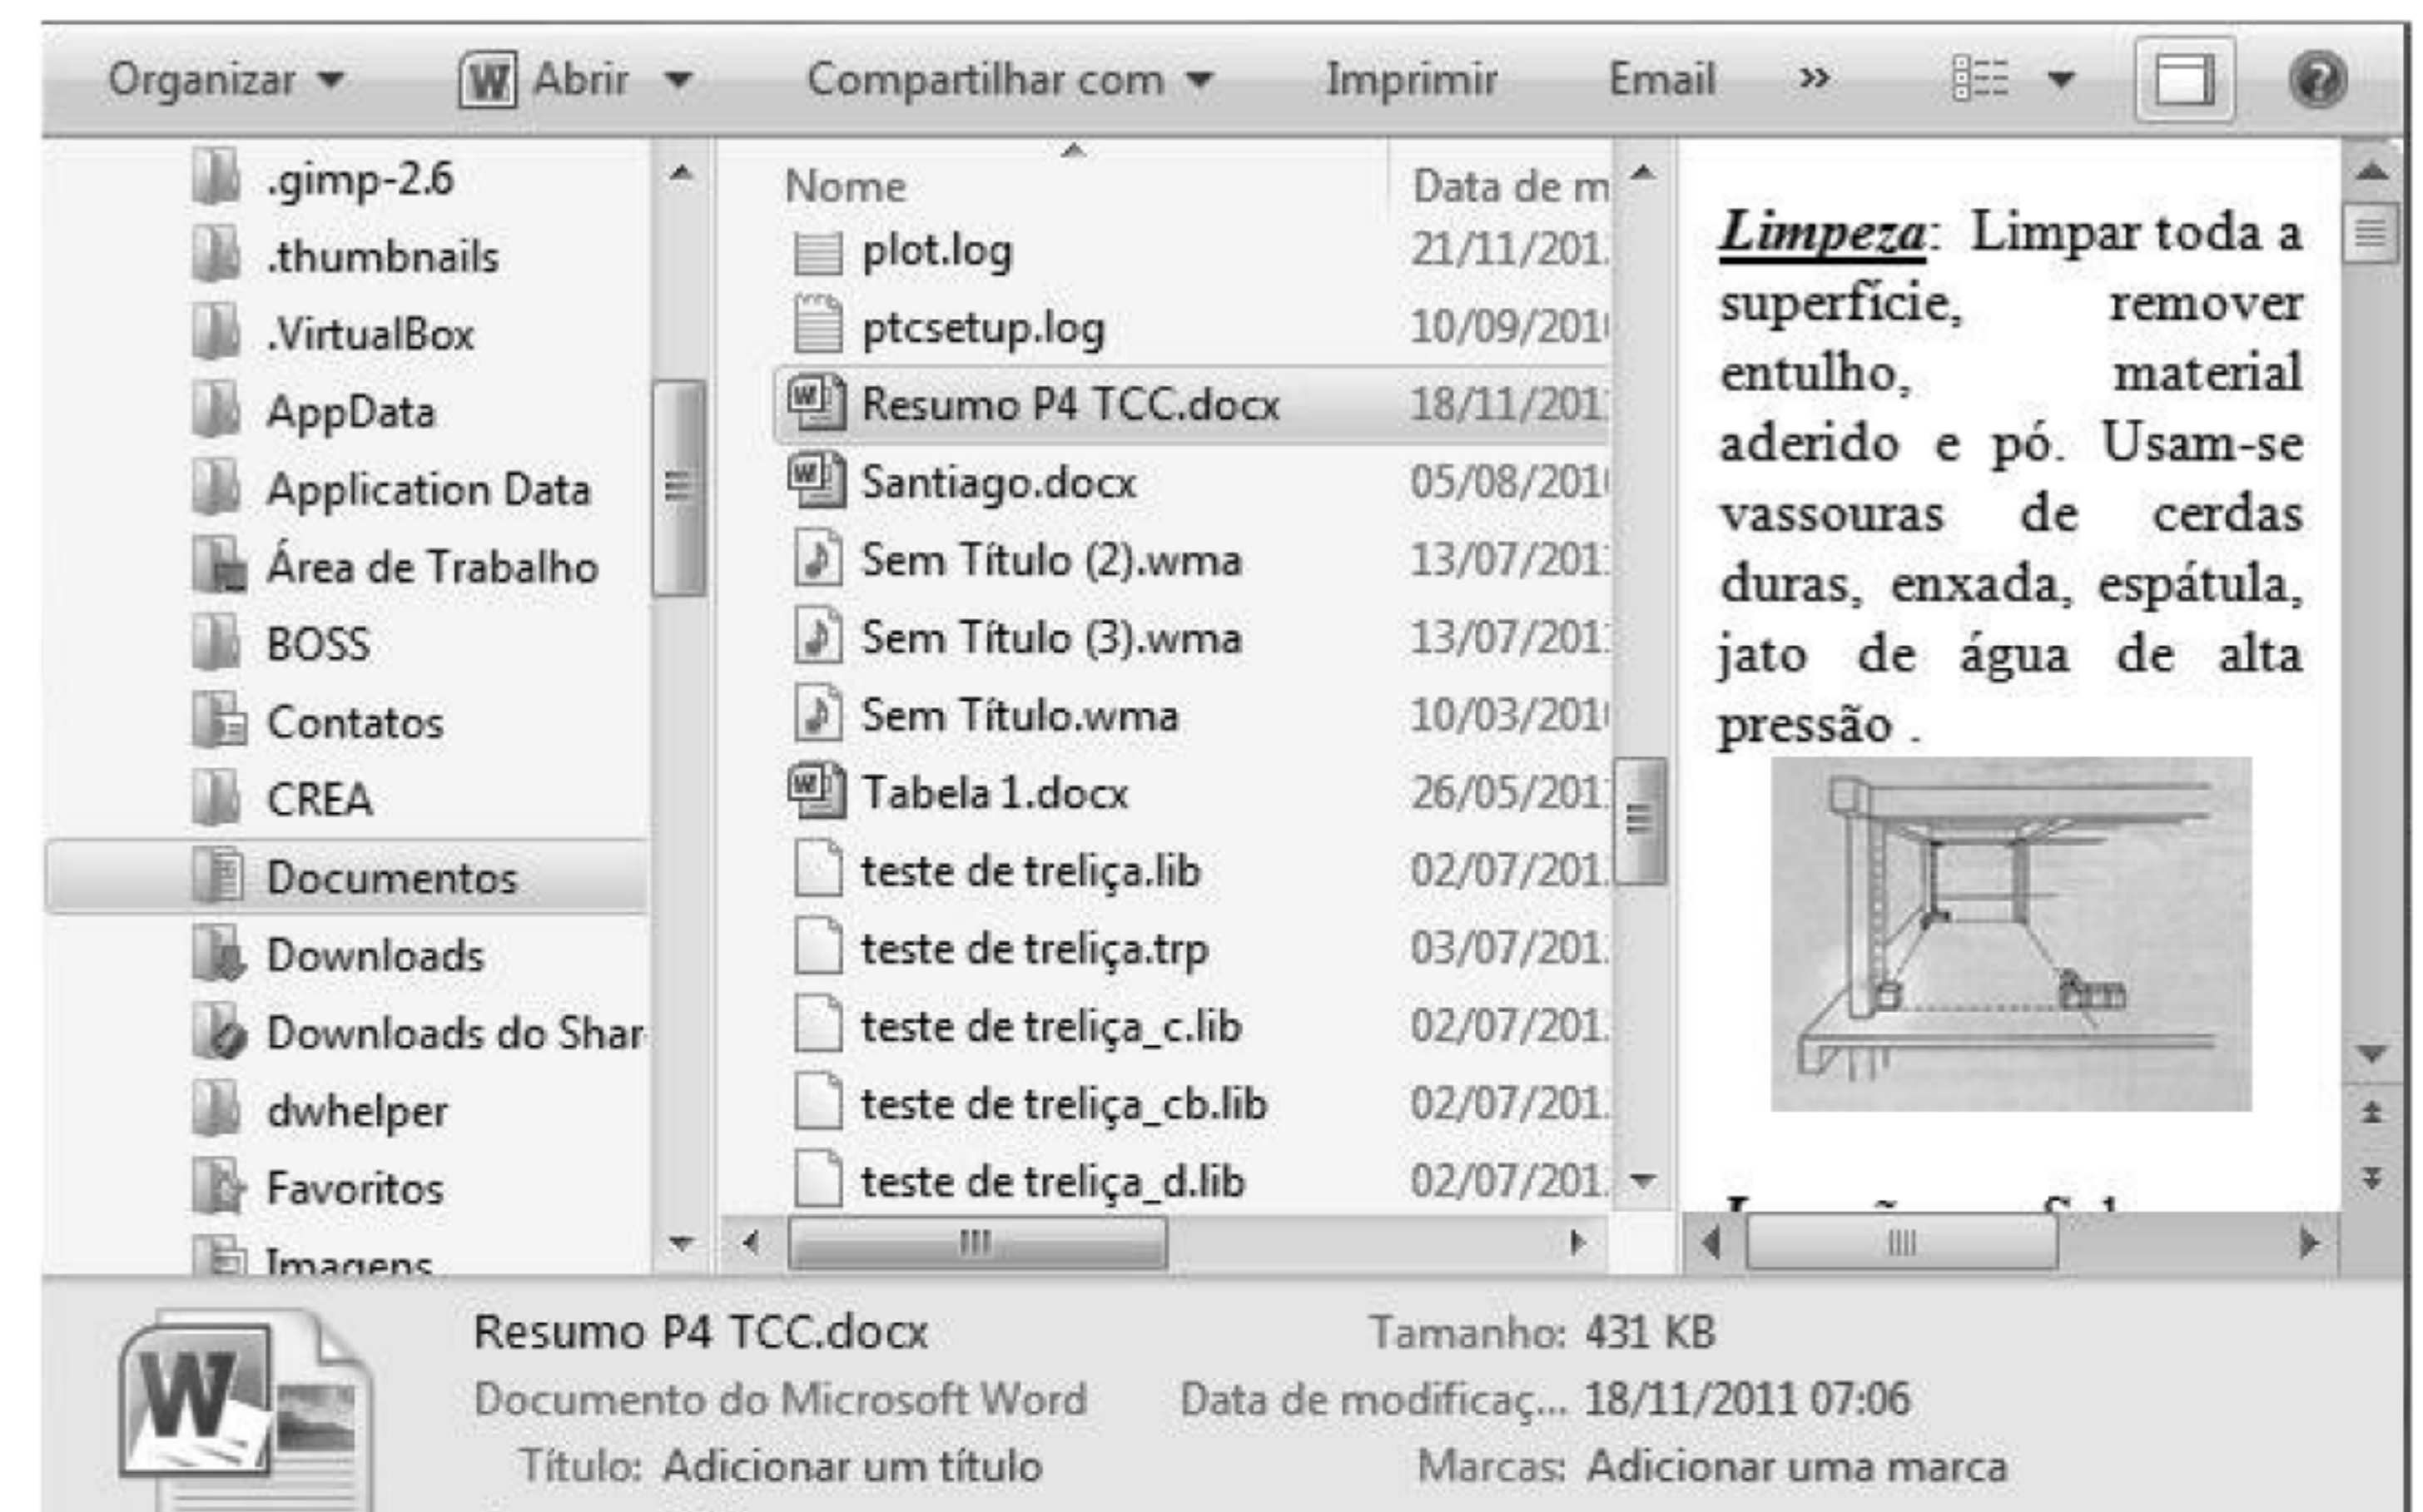 Organizar Abrir Compartilhar com Imprimir Email »
.gimp-2.6
.thumbnails
.VirtualBox
AppData
Application Data
Área de Trabalho
BOSS
Contatos
CREA
Documentos
Downloads
Downloads do Shar
dwhelper
Favoritos
Imagens
Nome Data de m
plot.log 21/11/201
ptcsetup.log 10/09/201
Resumo P4 TCC.docx 18/11/201
Santiago.docx 05/08/201
Sem Título (2).wma 13/07/201
Sem Título (3).wma 13/07/201
Sem Título.wma 10/03/201
Tabela 1.docx 26/05/201
teste de treliça.lib 02/07/201
teste de treliça.trp 03/07/201
teste de treliça_c.lib 02/07/201
teste de treliça_cb.lib 02/07/201
teste de treliça_d.lib 02/07/201
Limpeza: Limpar toda a
superfície, remover
entulho, material
aderido e pó. Usam-se
vassouras de cerdas
duras, enxada, espátula,
jato de água de alta
pressão .
Resumo P4 TCC.docx Tamanho: 431 KB
Documento do Microsoft Word Data de modificaç... 18/11/2011 07:06
Título: Adicionar um título Marcas: Adicionar uma marca